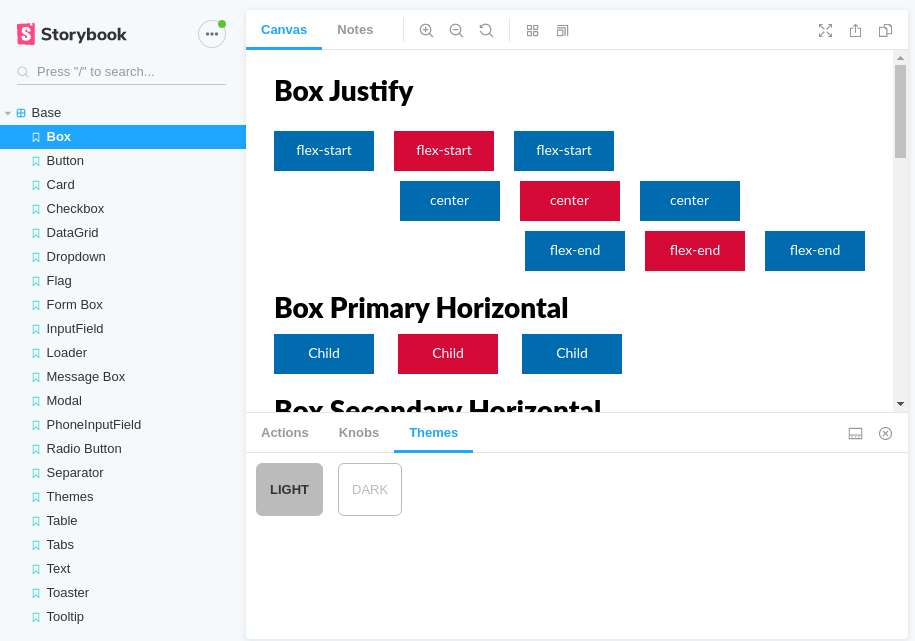 Storybook
Press "/" to search...
Base
Box
Button
Card
Checkbox
DataGrid
Dropdown
Flag
Form Box
InputField
Loader
Message Box
Modal
PhoneInputField
Radio Button
Separator
Themes
Table
Tabs
Text
Toaster
Tooltip
Canvas Notes
Box Justify
flex-start flex-start flex-start
center center center
flex-end flex-end flex-end
Box Primary Horizontal
Child Child Child
Box Secondary Horizontal
Actions Knobs Themes
LIGHT DARK